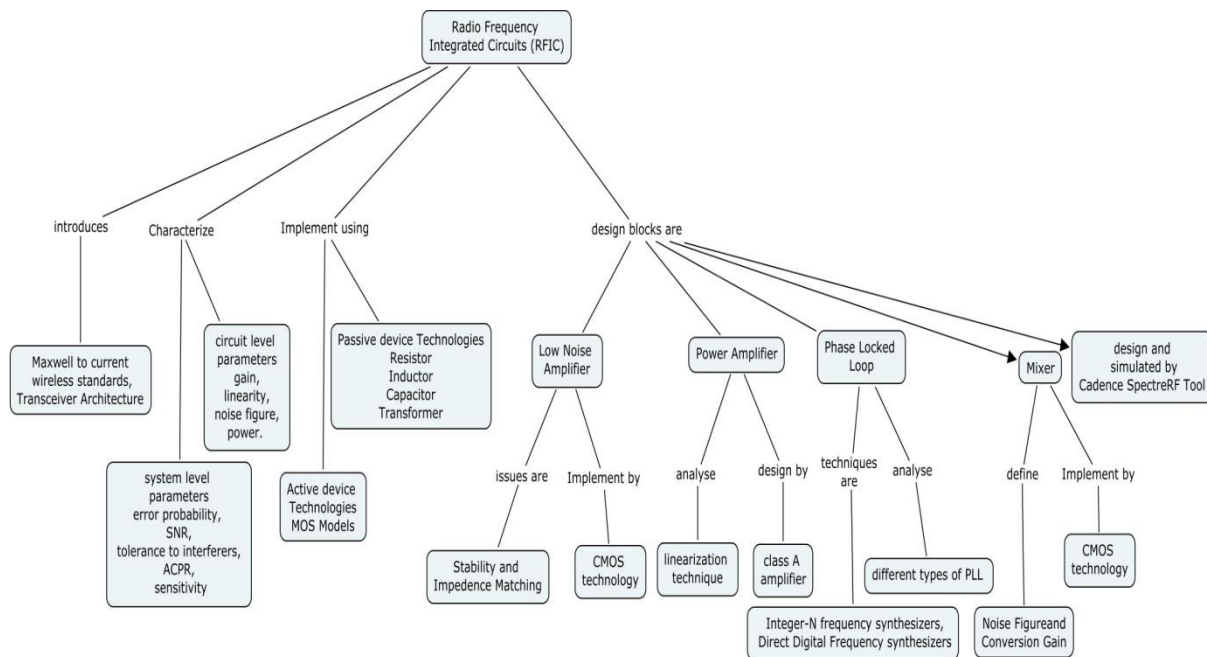 Radio Frequency
Integrated Circuits (RFIC)
introduces
Characterize
Implement using
design blocks are
Maxwell to current
wireless standards,
Transceiver Architecture
circuit level
parameters
gain,
linearity,
noise figure,
power.
system level
parameters
error probability,
SNR,
tolerance to interferers,
ACPR,
sensitivity
Passive device Technologies
Resistor
Inductor
Capacitor
Transformer
Active device
Technologies
MOS Models
Low Noise
Amplifier
Power Amplifier
Phase Locked
Loop
Mixer
design and
simulated by
Cadence SpectreRF Tool
issues are
Implement by
analyse
design by
techniques
are
analyse
define
Implement by
Stability and
Impedence Matching
CMOS
technology
linearization
technique
class A
amplifier
different types of PLL
CMOS
technology
Integer-N frequency synthesizers,
Direct Digital Frequency synthesizers
Noise Figureand
Conversion Gain